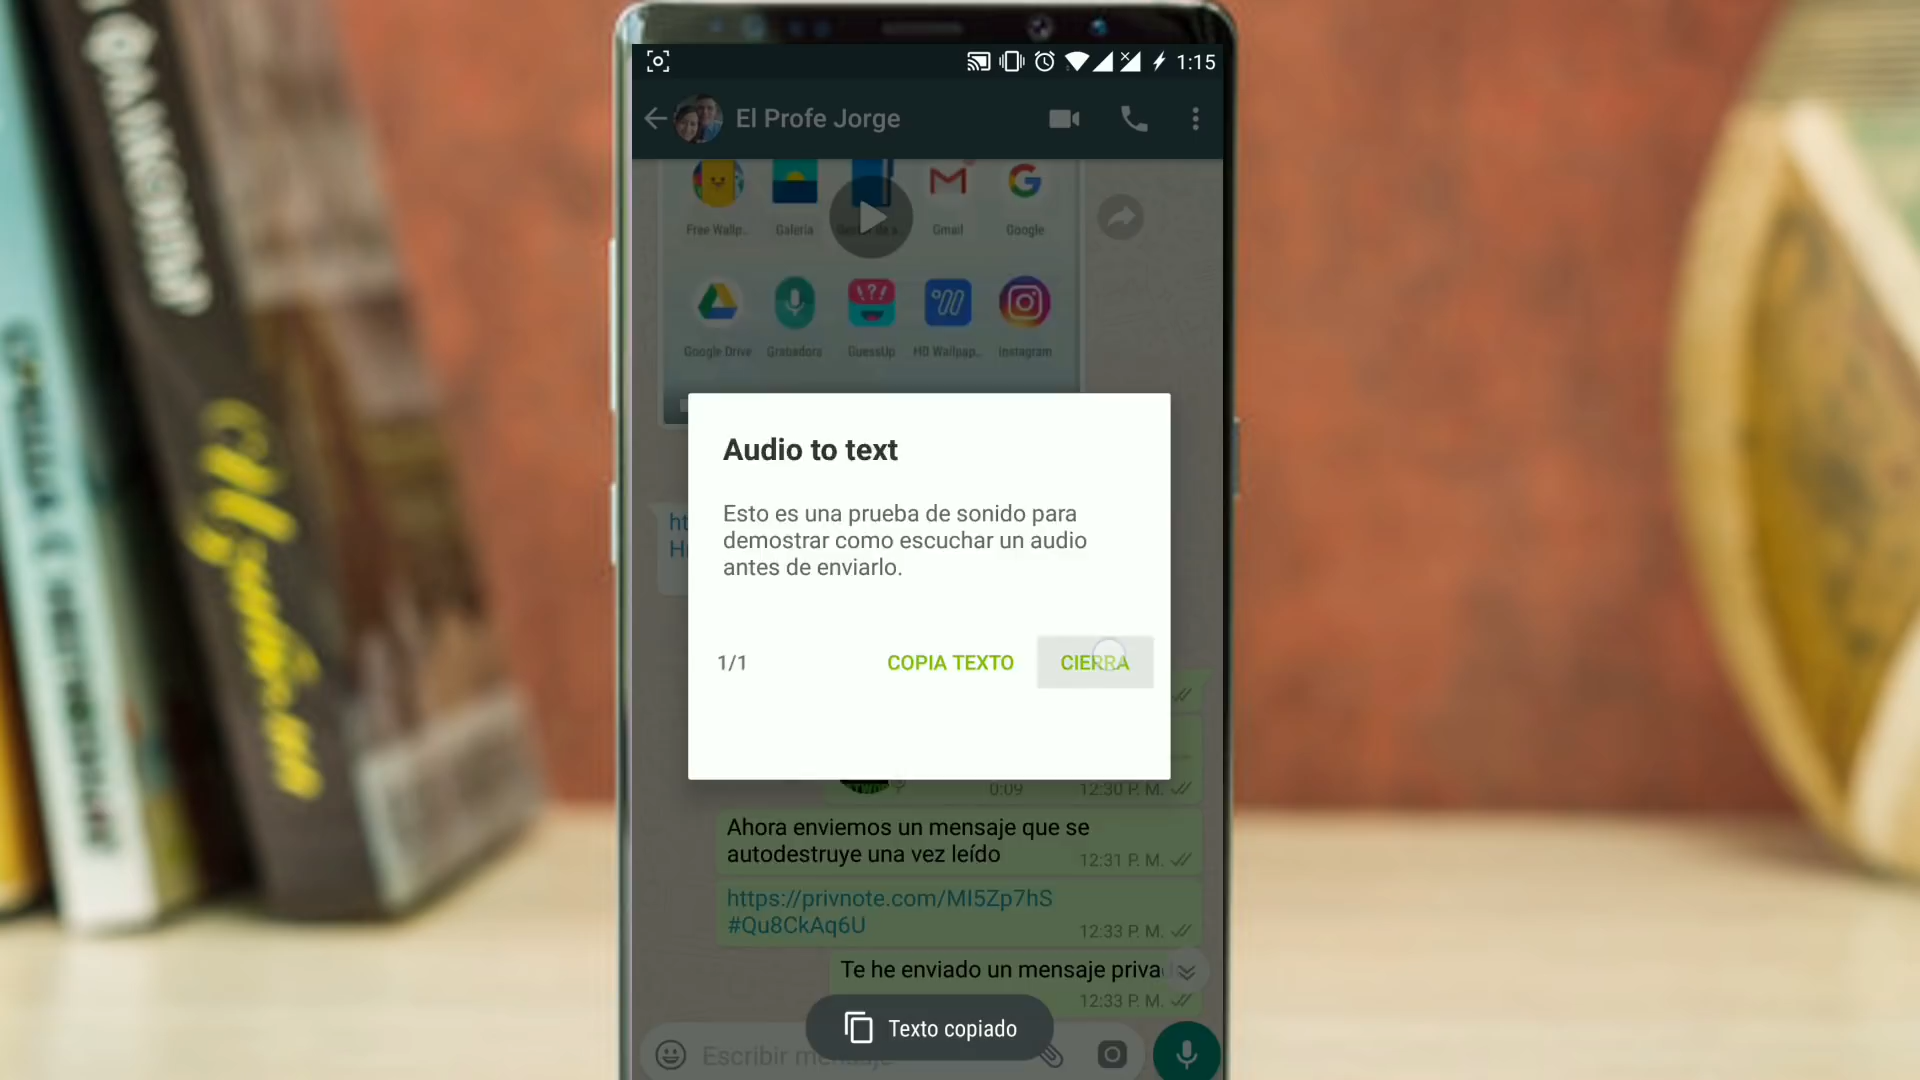 1:15
El Profe Jorge
Free Wallp..
Galería
Gmail
Google
Google Drive
Grabadora
GuessUp
HD Wallpap..
Instagram
Audio to text
Esto es una prueba de sonido para
demostrar como escuchar un audio
antes de enviarlo.
1/1
COPIA TEXTO
CIERRA
0:09
12:30 P. M.
Ahora enviemos un mensaje que se
autodestruye una vez leído
12:31 P. M.
https://privnote.com/MI5Zp7hS
#Qu8CkAq6U
12:33 P. M.
Te he enviado un mensaje priva
12:33 P. M.
Texto copiado
Escribir